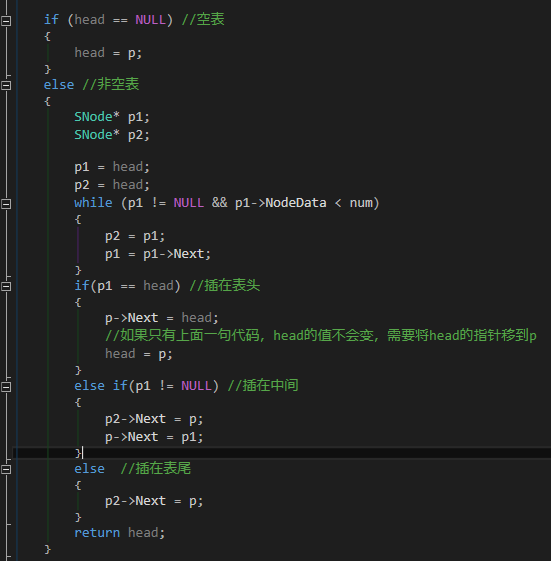 if (head == NULL) //空表
{
head = p;
}
else //非空表
{
SNode* p1;
SNode* p2;
p1 = head;
p2 = head;
while (p1 != NULL && p1->NodeData < num)
{
p2 = p1;
p1 = p1->Next;
}
if(p1 == head) //插在表头
{
p->Next = head;
//如果只有上面一句代码, head的值不会变, 需要将head的指针移到p
head = p;
}
else if(p1 != NULL) //插在中间
{
p2->Next = p;
p->Next = p1;
}
else //插在表尾
{
p2->Next = p;
}
return head;
}